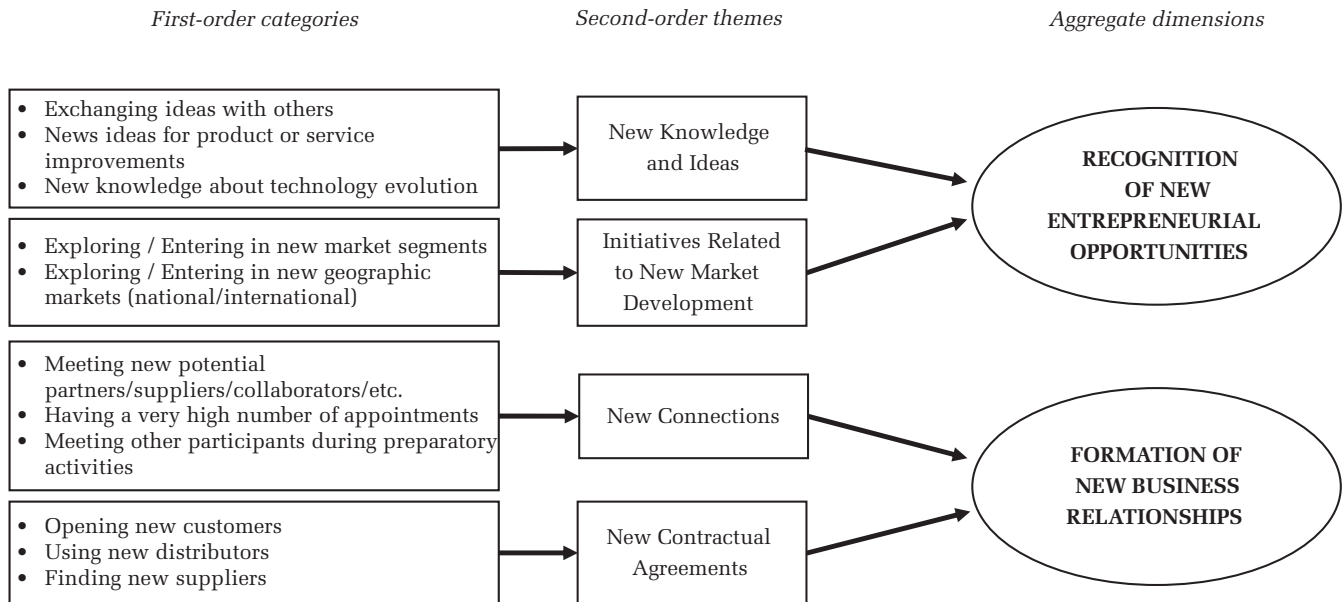 First-order categories
Second-order themes
Aggregate dimensions
• Exchanging ideas with others
• News ideas for product or service
improvements
• New knowledge about technology evolution
New Knowledge
and Ideas
RECOGNITION
OF NEW
ENTREPRENEURIAL
OPPORTUNITIES
• Exploring / Entering in new market segments
• Exploring / Entering in new geographic
markets (national/international)
Initiatives Related
to New Market
Development
• Meeting new potential
partners/suppliers/collaborators/etc.
• Having a very high number of appointments
• Meeting other participants during preparatory
activities
New Connections
FORMATION OF
NEW BUSINESS
RELATIONSHIPS
• Opening new customers
• Using new distributors
• Finding new suppliers
New Contractual
Agreements